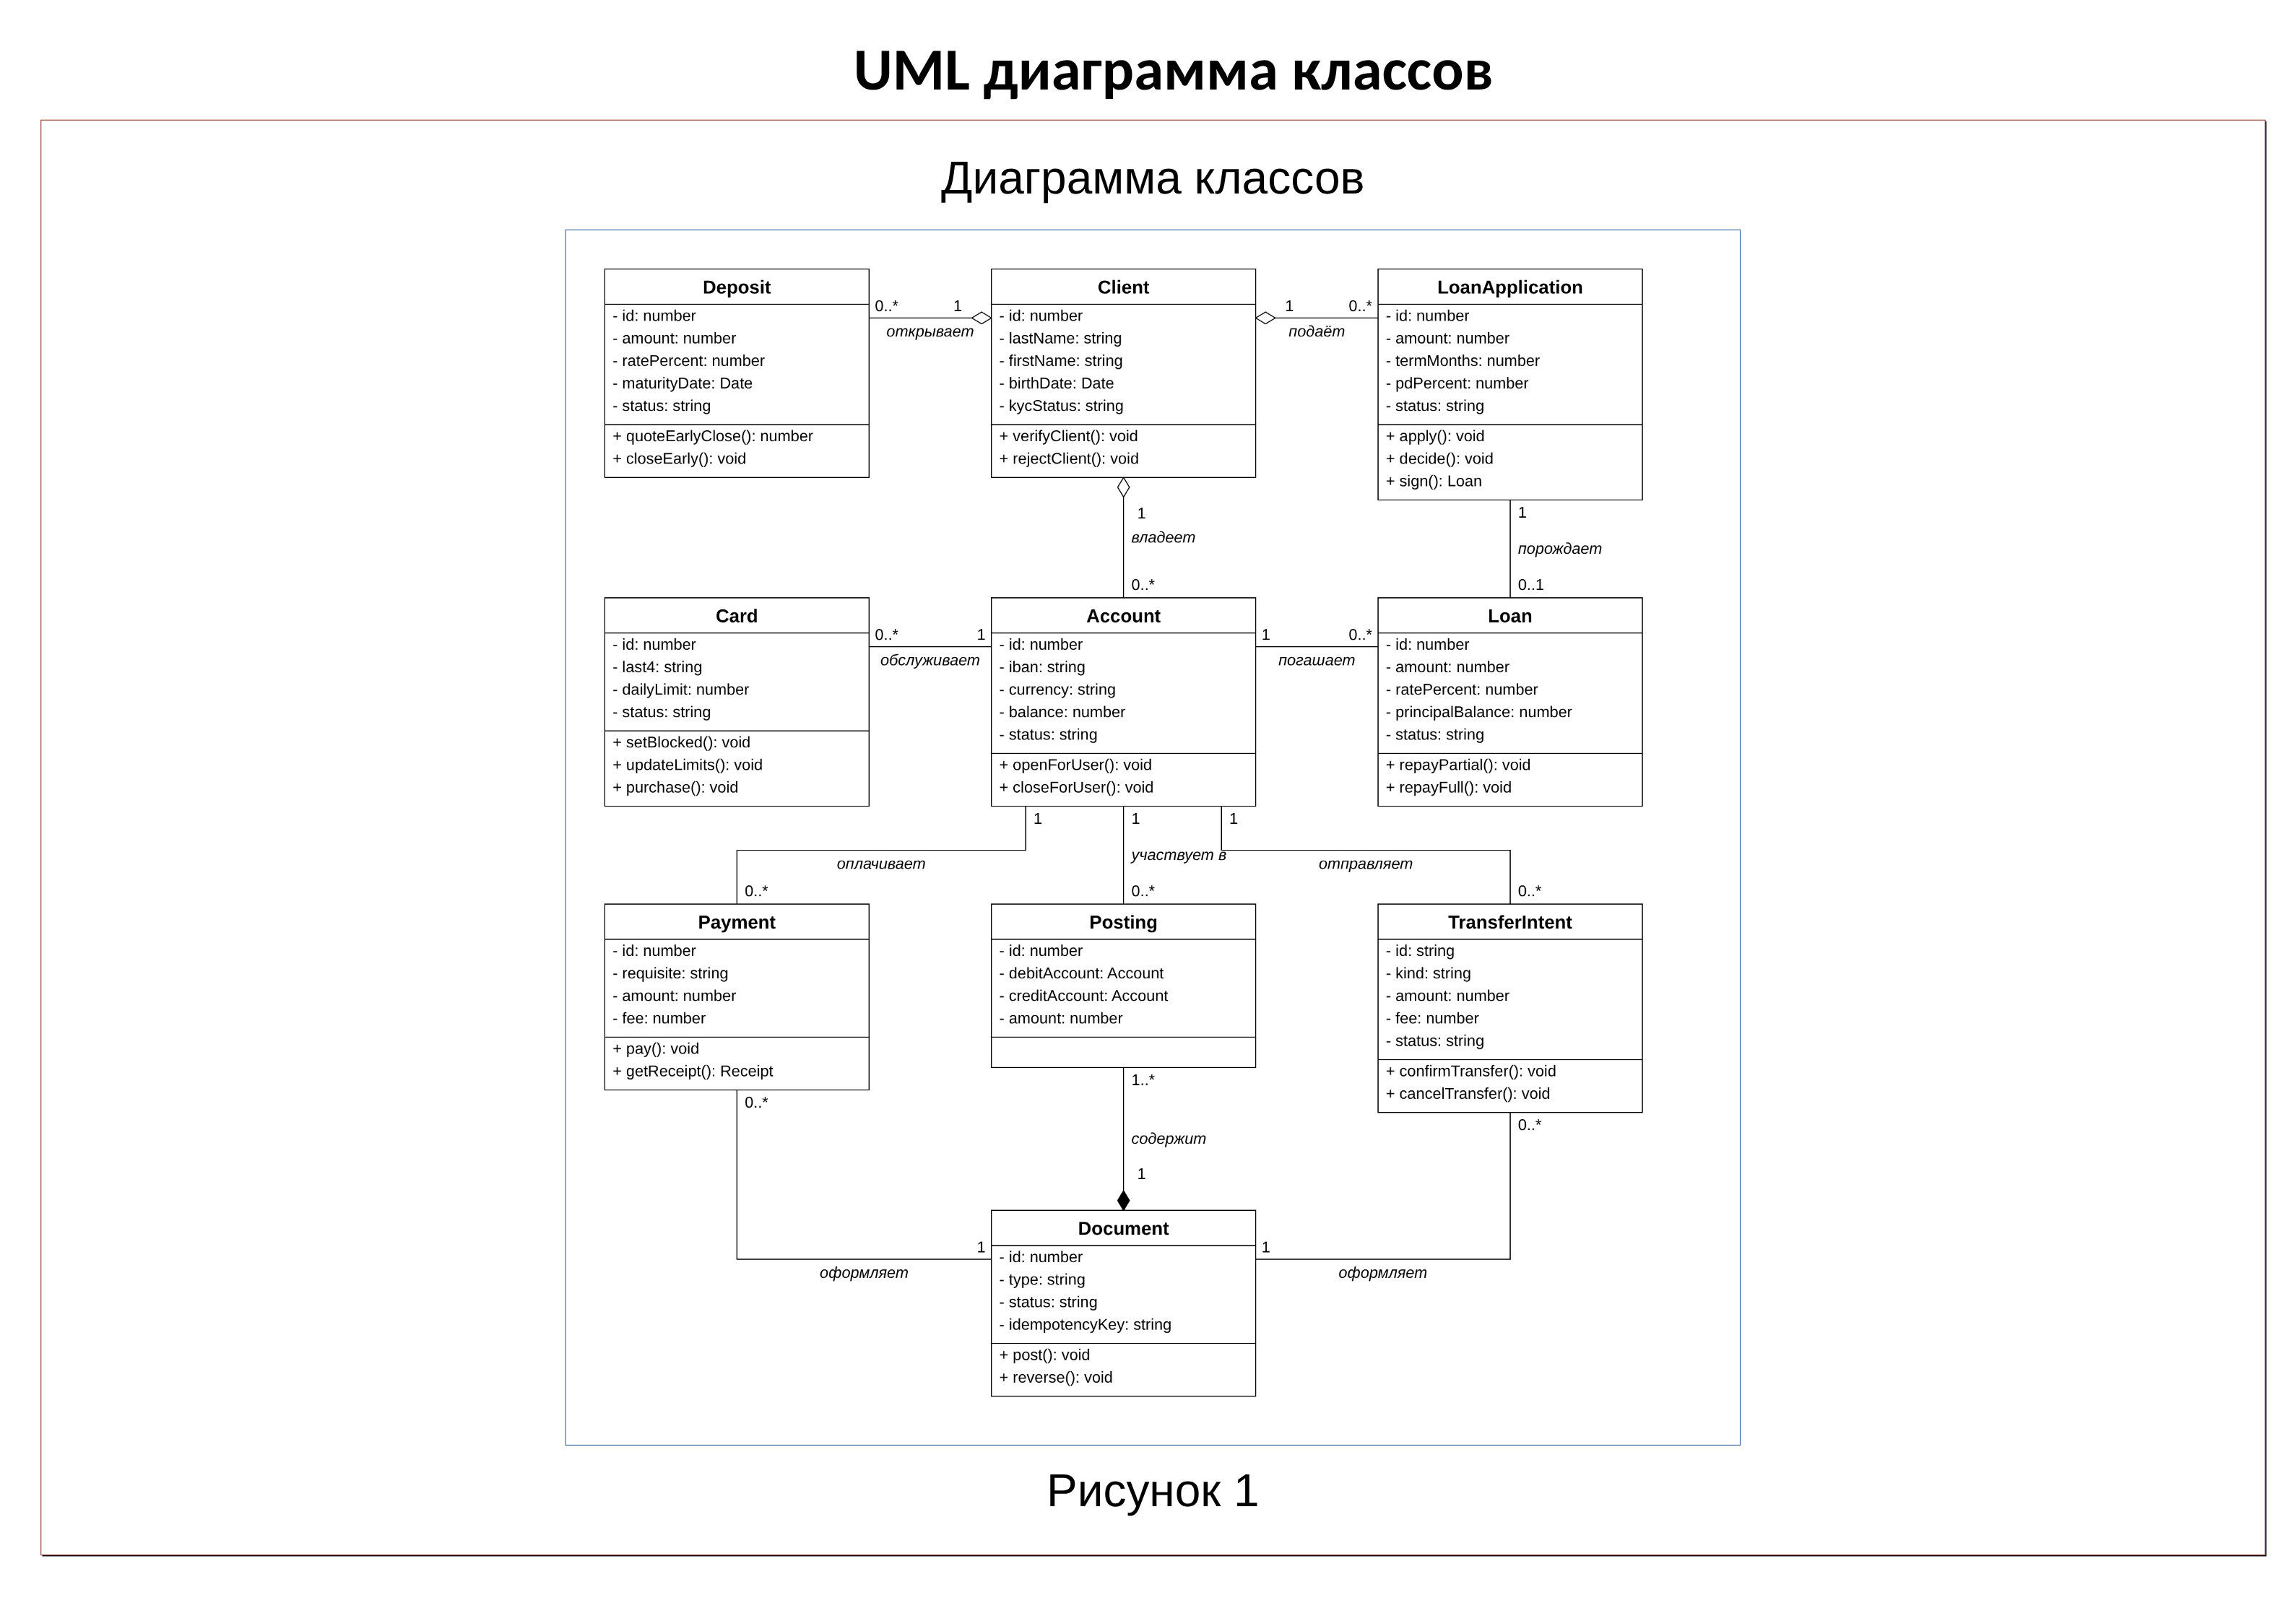 UML диаграмма классов
Диаграмма классов
Deposit
- id: number
- amount: number
- ratePercent: number
- maturityDate: Date
- status: string
+ quoteEarlyClose(): number
+ closeEarly(): void
0..* 1
открывает
Client
- id: number
- lastName: string
- firstName: string
- birthDate: Date
- kycStatus: string
+ verifyClient(): void
+ rejectClient(): void
1 0..*
подаёт
LoanApplication
- id: number
- amount: number
- termMonths: number
- pdPercent: number
- status: string
+ apply(): void
+ decide(): void
+ sign(): Loan
1
владеет
0..*
1
порождает
0..1
Card
- id: number
- last4: string
- dailyLimit: number
- status: string
+ setBlocked(): void
+ updateLimits(): void
+ purchase(): void
0..* 1
обслуживает
Account
- id: number
- iban: string
- currency: string
- balance: number
- status: string
+ openForUser(): void
+ closeForUser(): void
1 0..*
погашает
Loan
- id: number
- amount: number
- ratePercent: number
- principalBalance: number
- status: string
+ repayPartial(): void
+ repayFull(): void
1
оплачивает
0..*
1
участвует в
0..*
1
отправляет
0..*
Payment
- id: number
- requisite: string
- amount: number
- fee: number
+ pay(): void
+ getReceipt(): Receipt
0..*
Posting
- id: number
- debitAccount: Account
- creditAccount: Account
- amount: number
1..*
содержит
1
TransferIntent
- id: string
- kind: string
- amount: number
- fee: number
- status: string
+ confirmTransfer(): void
+ cancelTransfer(): void
0..*
1
оформляет
Document
- id: number
- type: string
- status: string
- idempotencyKey: string
+ post(): void
+ reverse(): void
1
оформляет
Рисунок 1